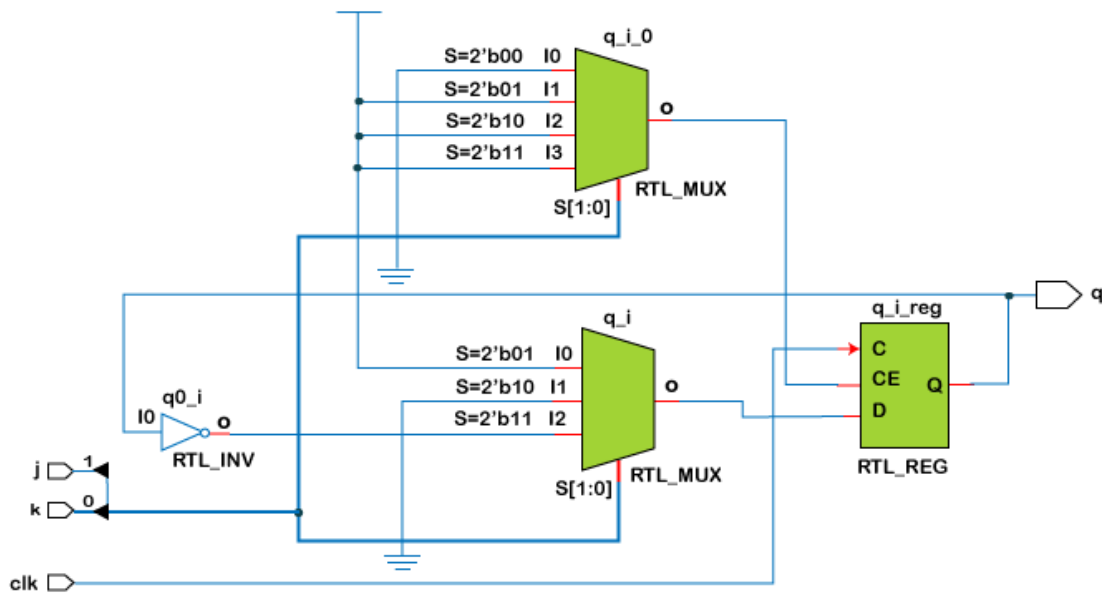 q_i_0
S=2'b00 I0
S=2'b01 I1
S=2'b10 I2
S=2'b11 I3
o
RTL_MUX
S[1:0]
q
q_i_reg
C
CE
D
Q
RTL_REG
q_i
S=2'b01 I0
S=2'b10 I1
S=2'b11 I2
o
RTL_MUX
S[1:0]
q0_i
I0
o
RTL_INV
j 1
k 0
clk